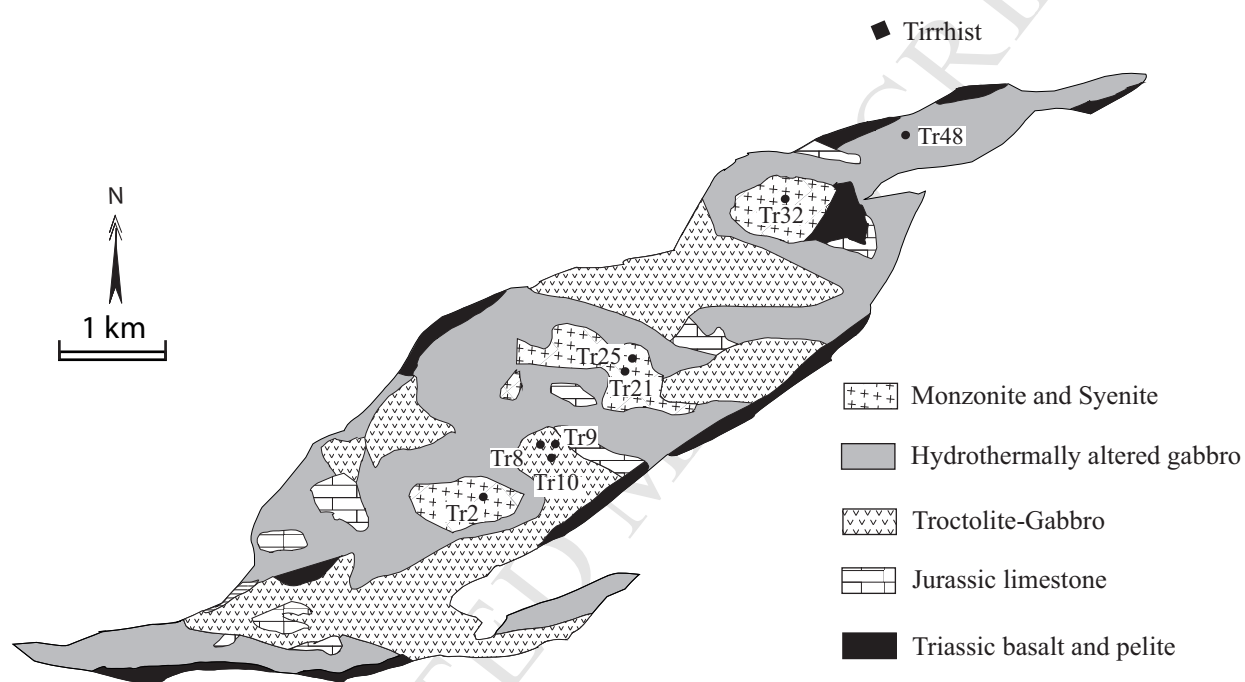 Tirrhist
Tr48
Tr32
N
1 km
Tr25
Tr21
Tr9
Tr8
Tr10
Tr2
Monzonite and Syenite
Hydrothermally altered gabbro
Troctolite-Gabbro
Jurassic limestone
Triassic basalt and pelite